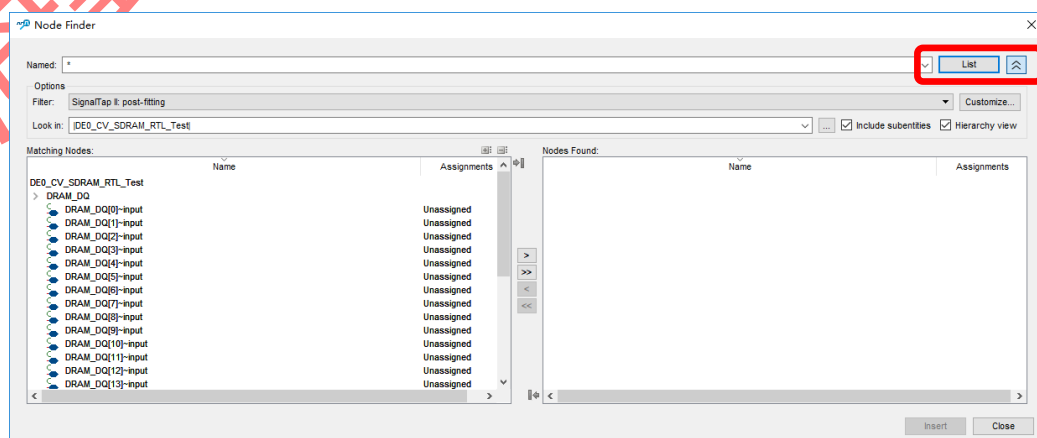 Node Finder
Named: * List
Options
Filter: SignalTap II: post-fitting Customize...
Look in: |DE0_CV_SDRAM_RTL_Test| ... Include subentities Hierarchy view
Matching Nodes: Nodes Found:
Name Assignments Name Assignments
DE0_CV_SDRAM_RTL_Test
DRAM_DQ
DRAM_DQ[0]~input Unassigned
DRAM_DQ[1]~input Unassigned
DRAM_DQ[2]~input Unassigned
DRAM_DQ[3]~input Unassigned
DRAM_DQ[4]~input Unassigned
DRAM_DQ[5]~input Unassigned
DRAM_DQ[6]~input Unassigned
DRAM_DQ[7]~input Unassigned
DRAM_DQ[8]~input Unassigned
DRAM_DQ[9]~input Unassigned
DRAM_DQ[10]~input Unassigned
DRAM_DQ[11]~input Unassigned
DRAM_DQ[12]~input Unassigned
DRAM_DQ[13]~input Unassigned
>
>>
<
<<
Insert Close